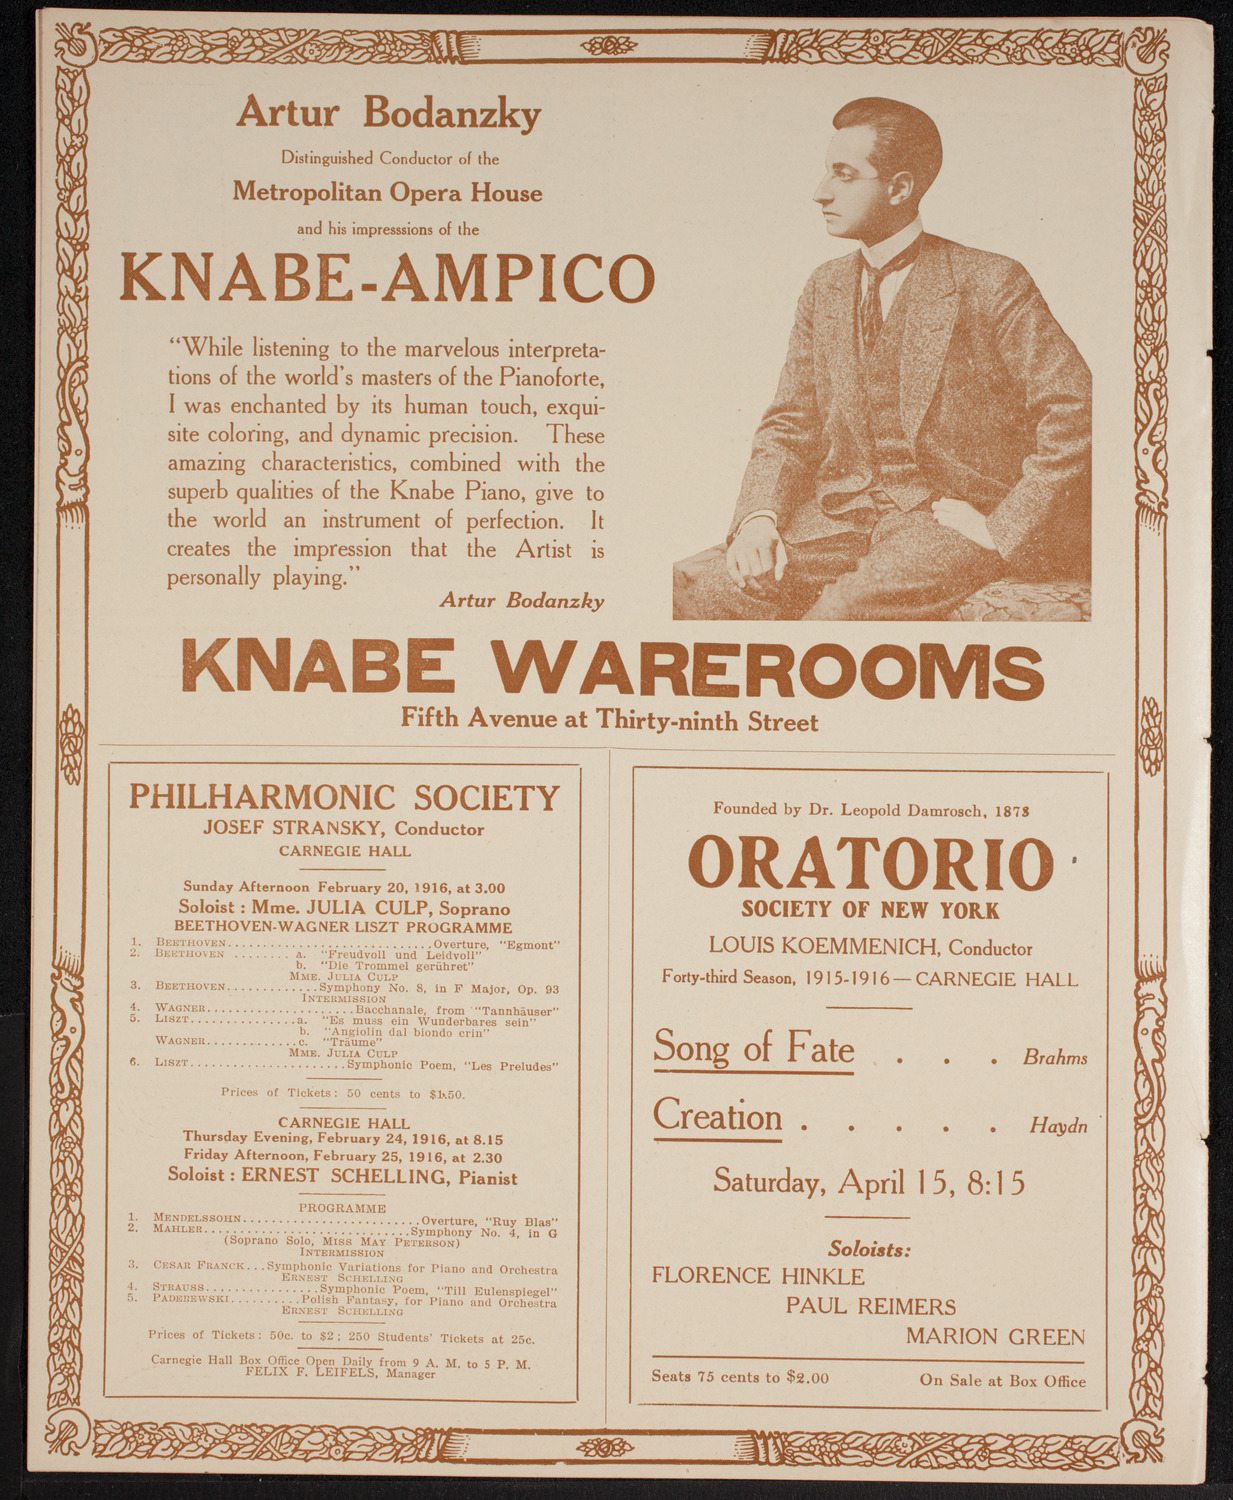 Artur Bodanzky
Distinguished Conductor of the
Metropolitan Opera House
and his impresssions of the
KNABE-AMPICO
“While listening to the marvelous interpreta-
tions of the world’s masters of the Pianoforte,
I was enchanted by its human touch, exqui-
site coloring, and dynamic precision. These
amazing characteristics, combined with the
superb qualities of the Knabe Piano, give to
the world an instrument of perfection. It
creates the impression that the Artist is
personally playing.”
Artur Bodanzky
KNABE WAREROOMS
Fifth Avenue at Thirty-ninth Street
PHILHARMONIC SOCIETY
JOSEF STRANSKY, Conductor
CARNEGIE HALL
Sunday Afternoon February 20, 1916, at 3.00
Soloist : Mme. JULIA CULP, Soprano
BEETHOVEN-WAGNER LISZT PROGRAMME
1. BEETHOVEN..........................Overture, “Egmont”
2. BEETHOVEN ........ a. “Freudvoll und Leidvoll”
b. “Die Trommel gerühret”
MME. JULIA CULP
3. BEETHOVEN.............Symphony No. 8, in F Major, Op. 93
INTERMISSION
4. WAGNER...................Bacchanale, from “Tannhäuser”
5. LISZT..............a. “Es muss ein Wunderbares sein”
b. “Angiolin dal biondo crin”
WAGNER............c. “Träume”
MME. JULIA CULP
6. LISZT......................Symphonic Poem, “Les Preludes”
Prices of Tickets: 50 cents to $1.50.
CARNEGIE HALL
Thursday Evening, February 24, 1916, at 8.15
Friday Afternoon, February 25, 1916, at 2.30
Soloist : ERNEST SCHELLING, Pianist
PROGRAMME
1. MENDELSSOHN.......................Overture, “Ruy Blas”
2. MAHLER...........................Symphony No. 4, in G
(Soprano Solo, MISS MAY PETERSON)
INTERMISSION
3. CESAR FRANCK...Symphonic Variations for Piano and Orchestra
ERNEST SCHELLING
4. STRAUSS...............Symphonic Poem, “Till Eulenspiegel”
5. PADEREWSKI..........Polish Fantasy, for Piano and Orchestra
ERNEST SCHELLING
Prices of Tickets: 50c. to $2; 250 Students’ Tickets at 25c.
Carnegie Hall Box Office Open Daily from 9 A. M. to 5 P. M.
FELIX F. LEIFELS, Manager
Founded by Dr. Leopold Damrosch, 1873
ORATORIO
SOCIETY OF NEW YORK
LOUIS KOEMMENICH, Conductor
Forty-third Season, 1915-1916 — CARNEGIE HALL
Song of Fate . . . Brahms
Creation . . . . . Haydn
Saturday, April 15, 8:15
Soloists:
FLORENCE HINKLE
PAUL REIMERS
MARION GREEN
Seats 75 cents to $2.00 On Sale at Box Office